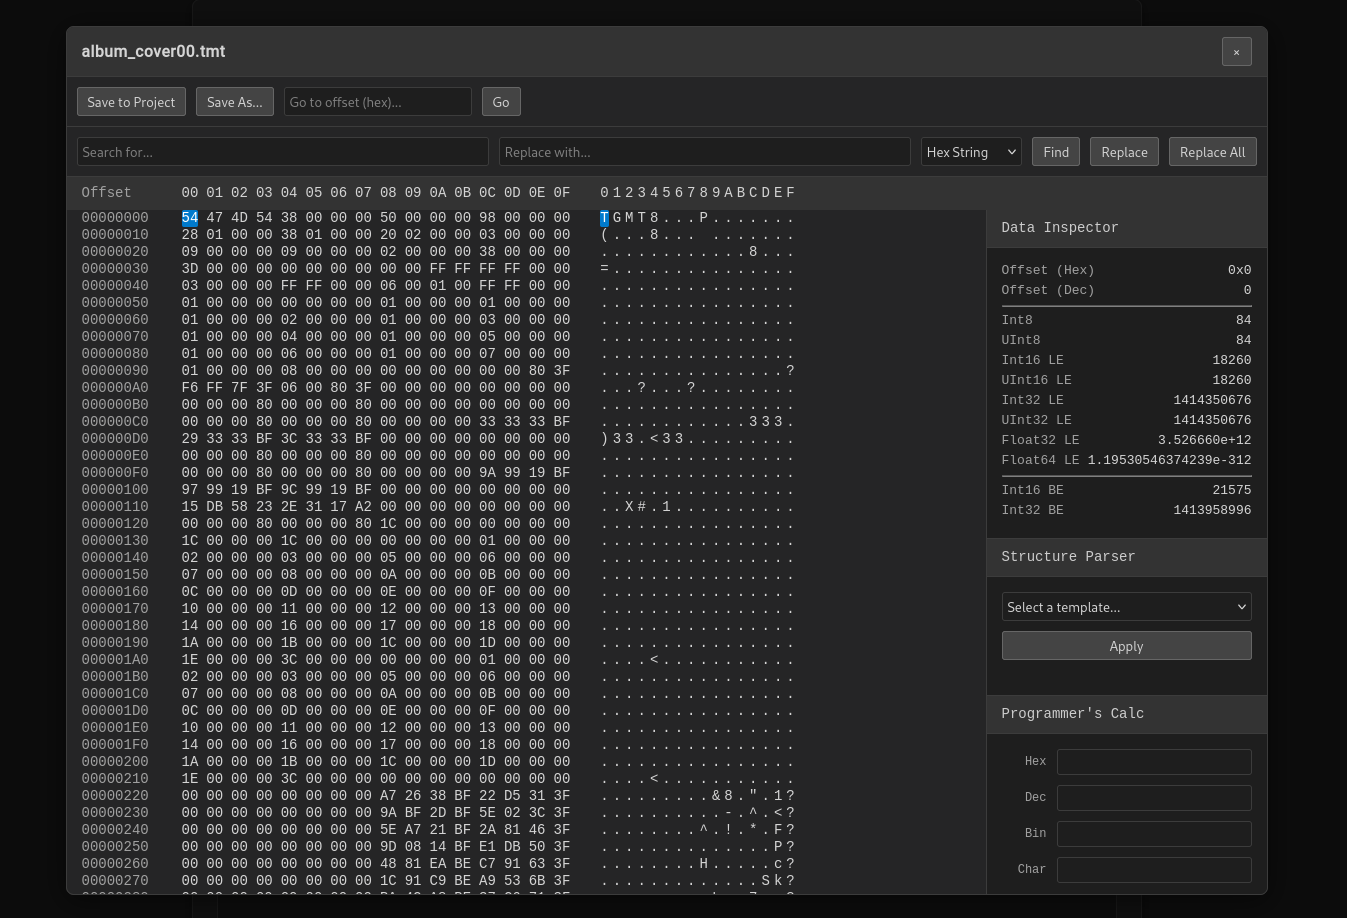 album_cover00.tmt
×
Save to Project Save As... Go to offset (hex)... Go
Search for... Replace with... Hex String Find Replace Replace All
Offset 00 01 02 03 04 05 06 07 08 09 0A 0B 0C 0D 0E 0F 0123456789ABCDEF
00000000 54 47 4D 54 38 00 00 00 50 00 00 00 98 00 00 00 TGMT8...P.......
00000010 28 01 00 00 38 01 00 00 20 02 00 00 03 00 00 00 (...8... .......
00000020 09 00 00 00 09 00 00 00 02 00 00 00 38 00 00 00 ............8...
00000030 3D 00 00 00 00 00 00 00 00 00 FF FF FF FF 00 00 =...............
00000040 03 00 00 00 FF FF 00 00 06 00 01 00 FF FF 00 00 ................
00000050 01 00 00 00 00 00 00 00 01 00 00 00 01 00 00 00 ................
00000060 01 00 00 00 02 00 00 00 01 00 00 00 03 00 00 00 ................
00000070 01 00 00 00 04 00 00 00 01 00 00 00 05 00 00 00 ................
00000080 01 00 00 00 06 00 00 00 01 00 00 00 07 00 00 00 ................
00000090 01 00 00 00 08 00 00 00 00 00 00 00 00 00 80 3F ...............?
000000A0 F6 FF 7F 3F 06 00 80 3F 00 00 00 00 00 00 00 00 ...?...?........
000000B0 00 00 00 80 00 00 00 80 00 00 00 00 00 00 00 00 ................
000000C0 00 00 00 80 00 00 00 80 00 00 00 00 33 33 33 BF ............333.
000000D0 29 33 33 BF 3C 33 33 BF 00 00 00 00 00 00 00 00 )33.<33.........
000000E0 00 00 00 80 00 00 00 80 00 00 00 00 00 00 00 00 ................
000000F0 00 00 00 80 00 00 00 80 00 00 00 00 9A 99 19 BF ................
00000100 97 99 19 BF 9C 99 19 BF 00 00 00 00 00 00 00 00 ................
00000110 15 DB 58 23 2E 31 17 A2 00 00 00 00 00 00 00 00 ..X#.1..........
00000120 00 00 00 80 00 00 00 80 1C 00 00 00 00 00 00 00 ................
00000130 1C 00 00 00 1C 00 00 00 00 00 00 00 01 00 00 00 ................
00000140 02 00 00 00 03 00 00 00 05 00 00 00 06 00 00 00 ................
00000150 07 00 00 00 08 00 00 00 0A 00 00 00 0B 00 00 00 ................
00000160 0C 00 00 00 0D 00 00 00 0E 00 00 00 0F 00 00 00 ................
00000170 10 00 00 00 11 00 00 00 12 00 00 00 13 00 00 00 ................
00000180 14 00 00 00 16 00 00 00 17 00 00 00 18 00 00 00 ................
00000190 1A 00 00 00 1B 00 00 00 1C 00 00 00 1D 00 00 00 ................
000001A0 1E 00 00 00 3C 00 00 00 00 00 00 00 01 00 00 00 ....<...........
000001B0 02 00 00 00 03 00 00 00 05 00 00 00 06 00 00 00 ................
000001C0 07 00 00 00 08 00 00 00 0A 00 00 00 0B 00 00 00 ................
000001D0 0C 00 00 00 0D 00 00 00 0E 00 00 00 0F 00 00 00 ................
000001E0 10 00 00 00 11 00 00 00 12 00 00 00 13 00 00 00 ................
000001F0 14 00 00 00 16 00 00 00 17 00 00 00 18 00 00 00 ................
00000200 1A 00 00 00 1B 00 00 00 1C 00 00 00 1D 00 00 00 ................
00000210 1E 00 00 00 3C 00 00 00 00 00 00 00 00 00 00 00 ....<...........
00000220 00 00 00 00 00 00 00 00 A7 26 38 BF 22 D5 31 3F .........&8.".1?
00000230 00 00 00 00 00 00 00 00 9A BF 2D BF 5E 02 3C 3F ..........-.^.<?
00000240 00 00 00 00 00 00 00 00 5E A7 21 BF 2A 81 46 3F ........^.!.*.F?
00000250 00 00 00 00 00 00 00 00 9D 08 14 BF E1 DB 50 3F ..............P?
00000260 00 00 00 00 00 00 00 00 48 81 EA BE C7 91 63 3F ........H.....c?
00000270 00 00 00 00 00 00 00 00 1C 91 C9 BE A9 53 6B 3F .............Sk?
Data Inspector
Offset (Hex) 0x0
Offset (Dec) 0
Int8 84
UInt8 84
Int16 LE 18260
UInt16 LE 18260
Int32 LE 1414350676
UInt32 LE 1414350676
Float32 LE 3.526660e+12
Float64 LE 1.19530546374239e-312
Int16 BE 21575
Int32 BE 1413958996
Structure Parser
Select a template...
Apply
Programmer's Calc
Hex
Dec
Bin
Char